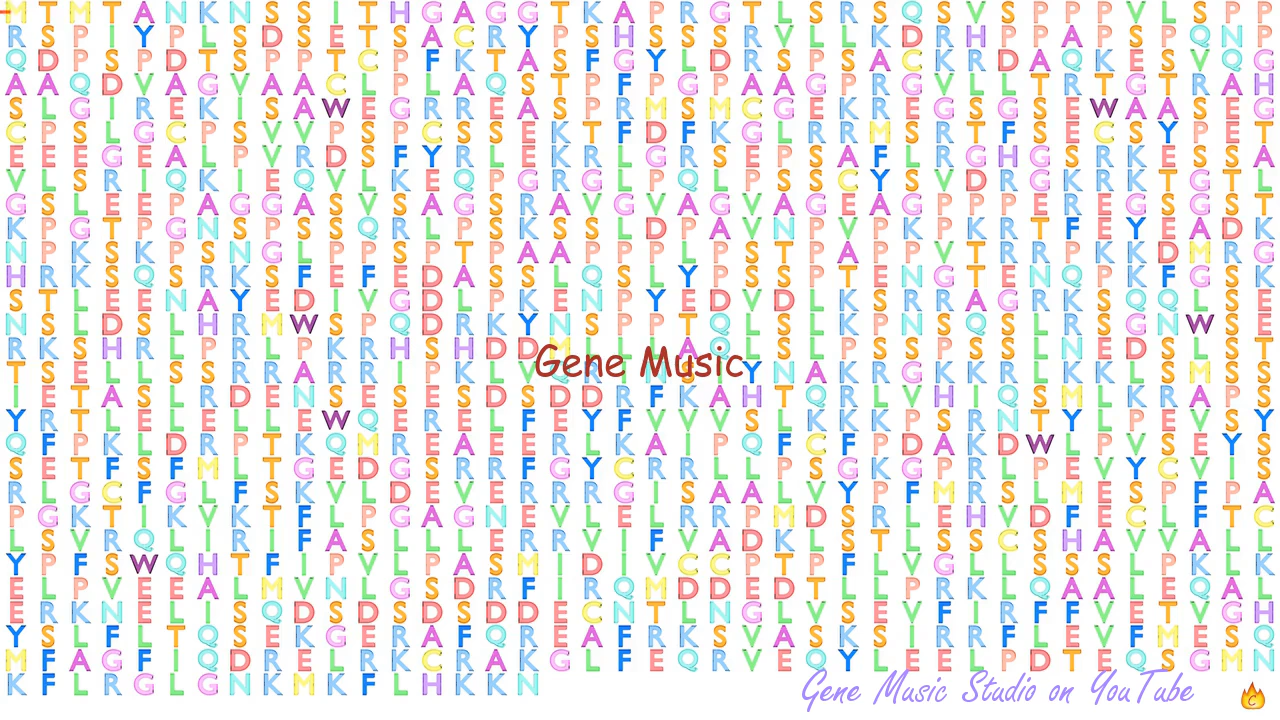 M T M T A N K N S S I T H G A G G T K A P R G T L S R S Q S V S P P P V L S P P
R S P I Y P L S D S E T S A C R Y P S H S S S R V L L K D R H P P A P S P Q N P
Q D P S P D T S P P T C P F K T A S F G Y L D R S P S A C K R D A Q K E S V Q G
A A Q D V A G V A A C L P L A Q S T P F P G T A A G P R G V L L T R T G T R A H
S L G I R E K I S A W E G R R E A S P R M S M C G L K R E G L S G E W A A S E G
C P S L G C P S V V P S P C S S E K T F D F K G L R R M S R T F S E C S Y P E T
E E E G E A L P V R D S F Y R L E K R L G R S E P S A F L R G H G S R K E P S A
V L S R I Q K I E Q V L K E Q P G R G L P Q L P S S C Y S V D R G K R K T G T L
G S L E E P A G G A S V S A L G S R A S V G V A G V A G E A G P P P E R E G S V
K P G T P G N S P S S Q R L P S K S S L D P A V N P V P P P K R T F E Y E A D K
N P K S K P S N G L P P P P T P S A A P P L P V S P A P V T S P P P K K D M R G
H R K S Q S R K S F E F E D A S L Q S L Y P D S T P T E N G T E N Q K K F G S K
S T L E E N A Y E D I V G D L P K E N P Y E D V D L K S R R A G R K S Q Q L S E
N S L D S L H R M W S P Q D R K Y N S P P T Q L S L K P N S Q S L R S G N W S E
R K S H R L P R L P K R H S H D D M L L L A Q L S S K P S S S R N E D S L S S S
Gene Music
T S E L L S S R R A R R I P K L V Q R I V S I Y N A K R G K I R K K L S L M T S
I E T A S L R D E N S E S E S D S D D R F K A H T Q R L V H I Q S M L K R A V P
Y R T S E L E L E W Q E R E L F E Y F V V V S L K K K P S R N T Y L P E P S S Y
Q F P K L D R P T K Q M R E A E R L K A I Q L F C F P D A K D W L P V S E Y S
S E T F S F M L T G E D G S R R F G Y C R R L L P S G K G P R L P E V Y C V I S
R L G C F G L F S K V L D E V E R R R G I S A A L V Y P F M R S L M E S P F P A
P G K T I K V K T F L P G A G N E V L E L R R P M D S R L E H V D F E C L F T C
L S V R Q L I R I F A S L L L E R R V I F V A D K L S T L S S C S H A V V A L L
Y P F S W Q H T F I P V L P A S M I D I V C C P T P F L V G L L S S S L P K L K
E L P V E E A L M V N L G S D R F I R Q M D D E D T L L P R K L Q A A L E Q A L
E R K N E L I S Q D S D S D S D D E C N T L N G L V S E V F I R F F V E T V G H
Y S L F L T Q S E K G E R A F Q R E A F R K S V A S K S I R R F L E V F M E S Q
M F A G F I Q D R E L R K C R A K G L F E Q R V E Q Y L E E L P D T E Q S G M N
K F L R G L G N K M K F L H K K N
Gene Music Studio on YouTube
C